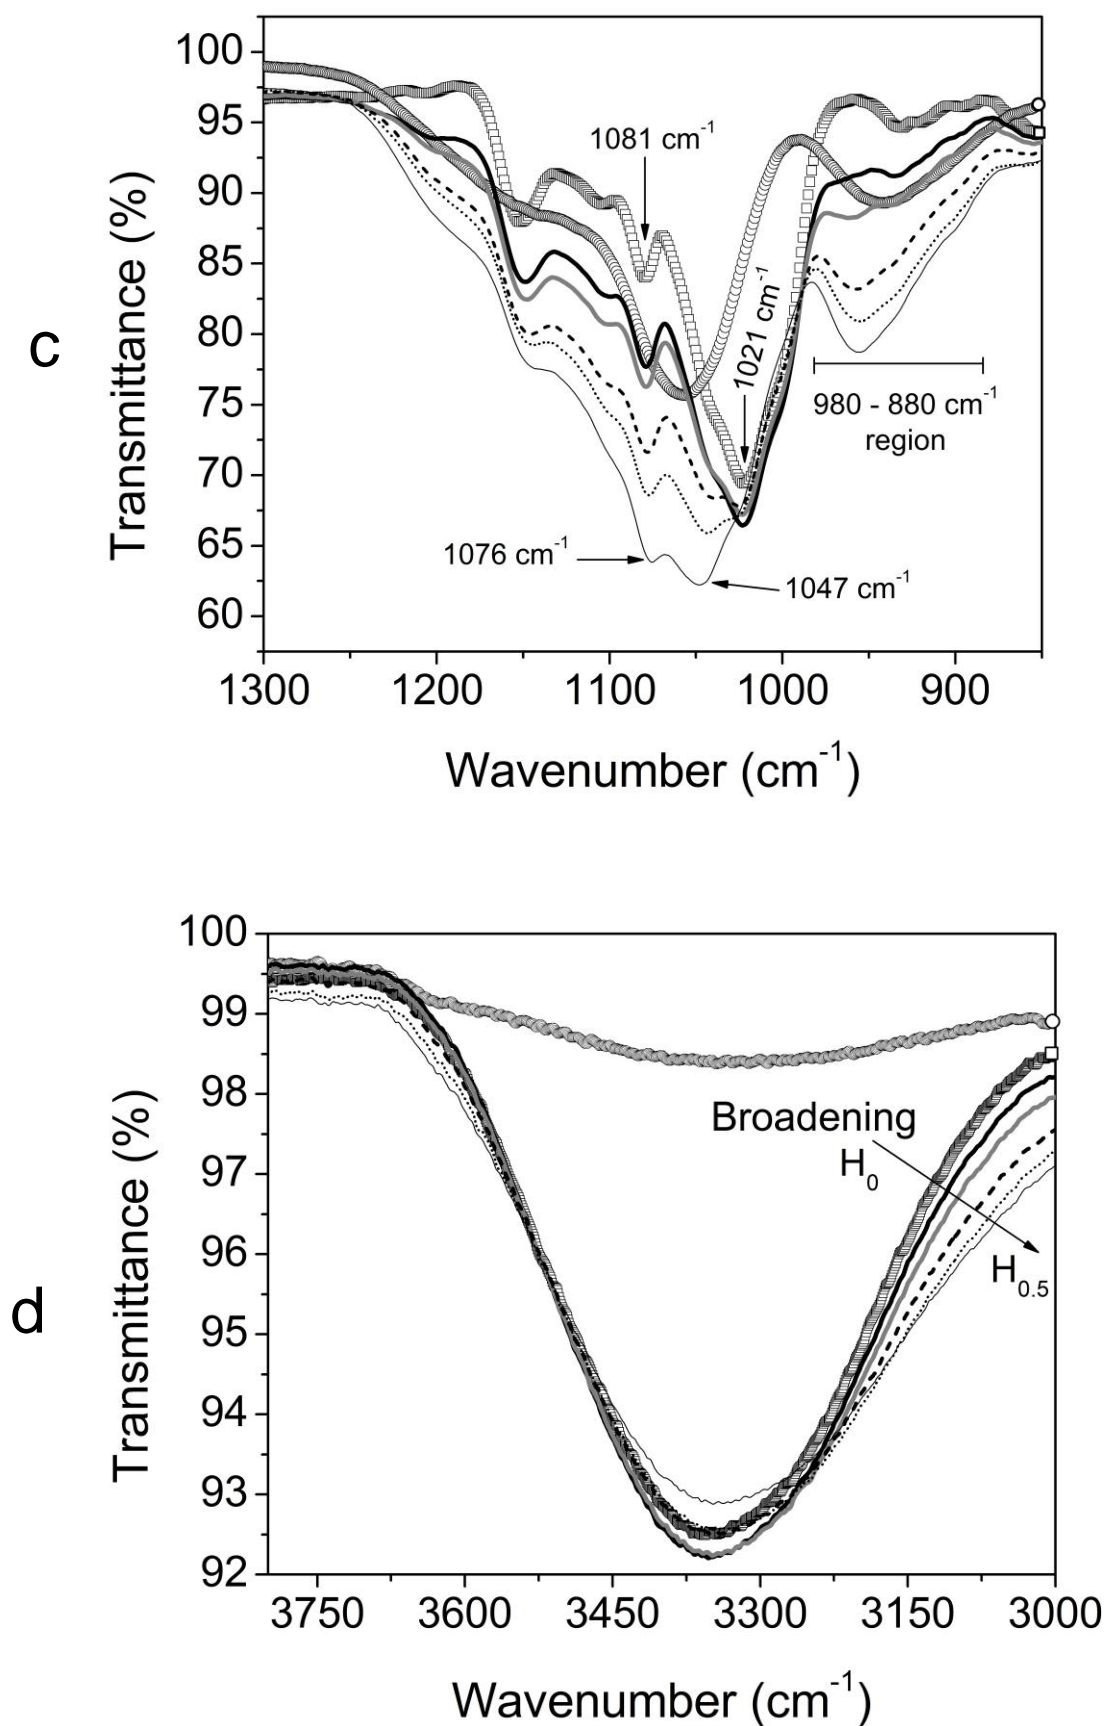 c
Transmittance (%)
100
95
90
85
80
75
70
65
60
1081 cm⁻¹
1021 cm⁻¹
980 - 880 cm⁻¹
region
1076 cm⁻¹
1047 cm⁻¹
1300 1200 1100 1000 900
Wavenumber (cm⁻¹)
d
Transmittance (%)
100
99
98
97
96
95
94
93
92
Broadening
H₀
H₀.₅
3750 3600 3450 3300 3150 3000
Wavenumber (cm⁻¹)